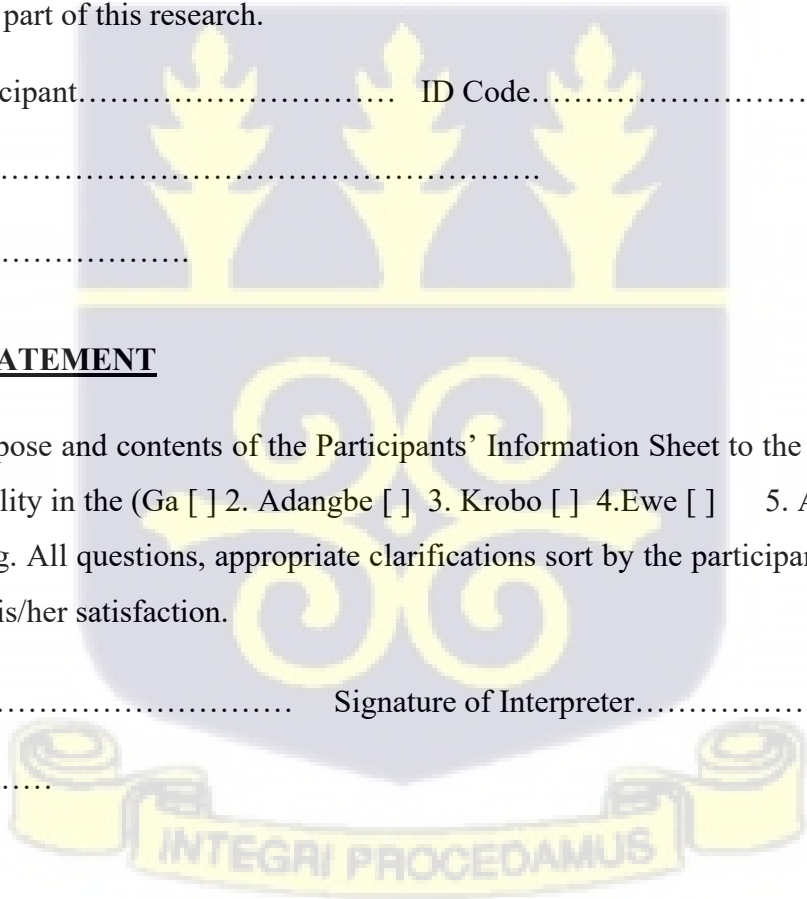 part of this research.
cipant………………………… ID Code………………………
…………………………………………….
……………….
ATEMENT
pose and contents of the Participants’ Information Sheet to the
lity in the (Ga [ ] 2. Adangbe [ ] 3. Krobo [ ] 4.Ewe [ ] 5. A
g. All questions, appropriate clarifications sort by the participan
is/her satisfaction.
……………………… Signature of Interpreter……………
…..
INTEGRI PROCEDAMUS